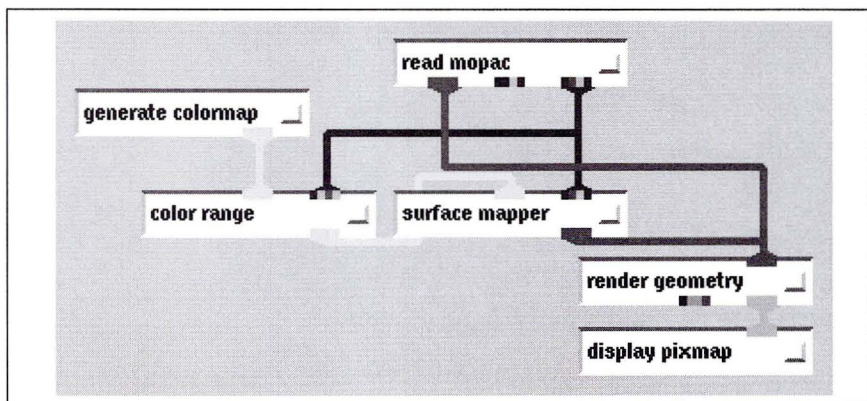 read mopac
generate colormap
color range
surface mapper
render geometry
display pixmap